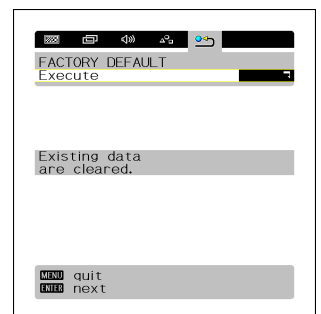 FACTORY DEFAULT
Execute
Existing data
are cleared.
MENU quit
ENTER next